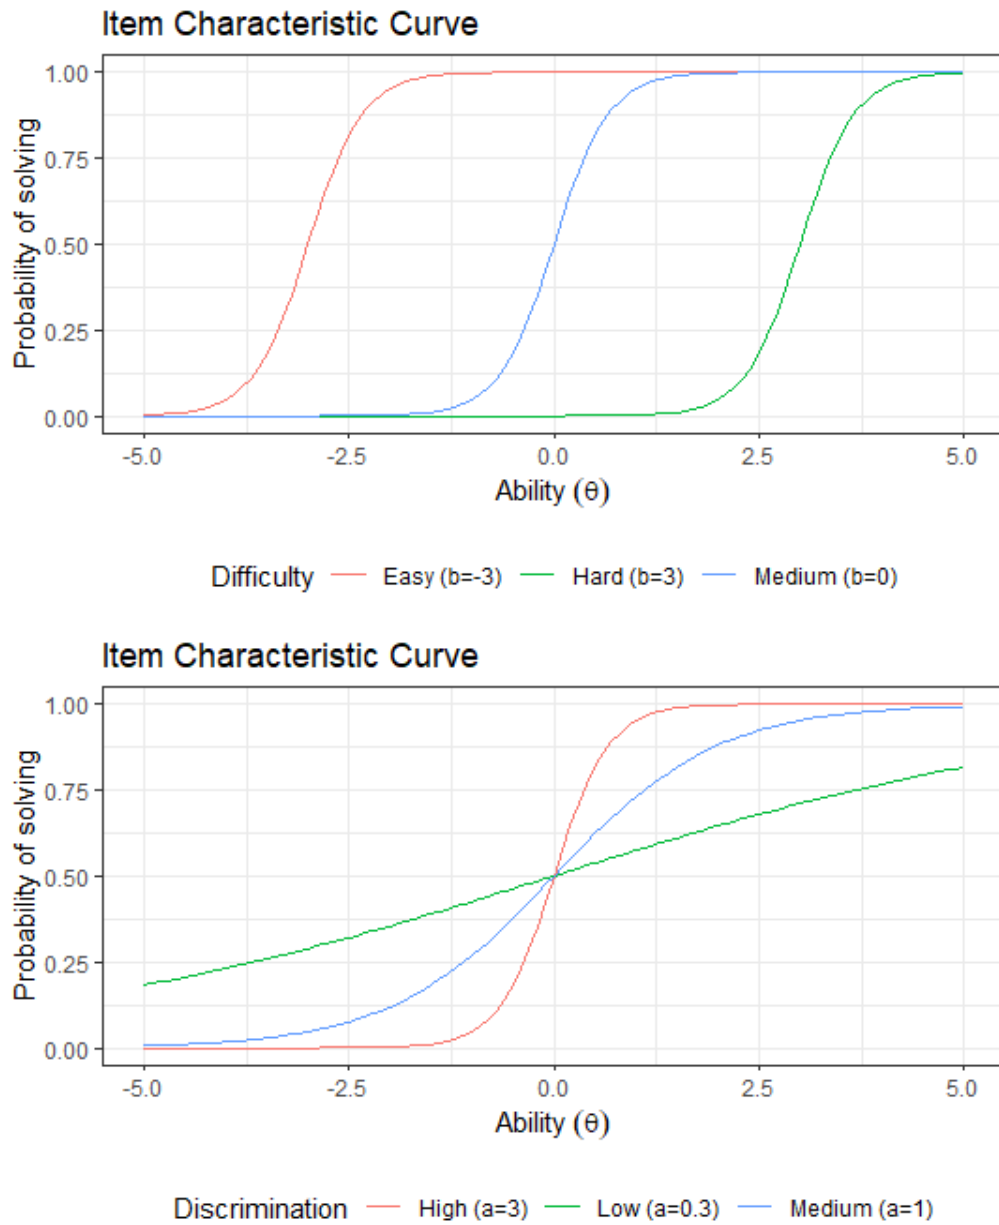 Item Characteristic Curve
Probability of solving
1.00
0.75
0.50
0.25
0.00
-5.0 -2.5 0.0 2.5 5.0
Ability (θ)
Difficulty Easy (b=-3) Hard (b=3) Medium (b=0)
Item Characteristic Curve
Probability of solving
1.00
0.75
0.50
0.25
0.00
-5.0 -2.5 0.0 2.5 5.0
Ability (θ)
Discrimination High (a=3) Low (a=0.3) Medium (a=1)